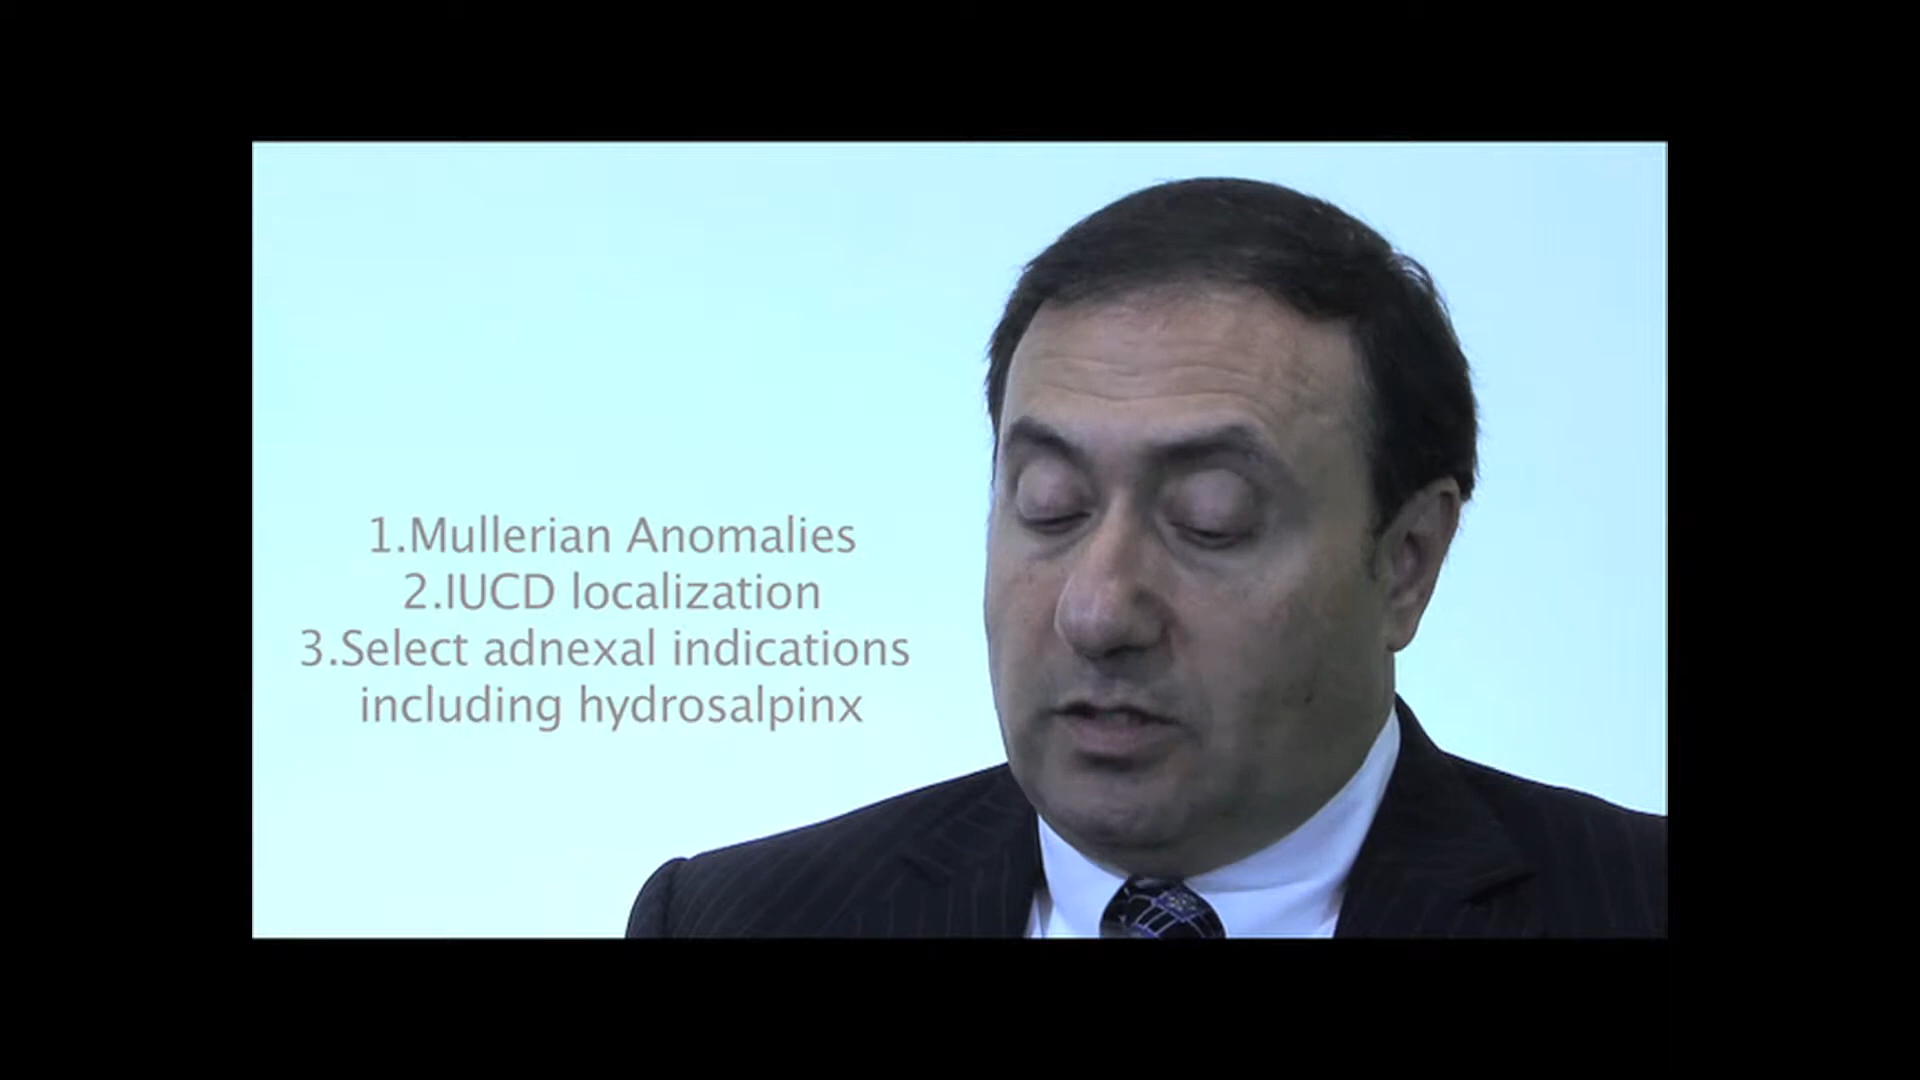 1.Mullerian Anomalies
2.IUCD localization
3.Select adnexal indications
including hydrosalpinx